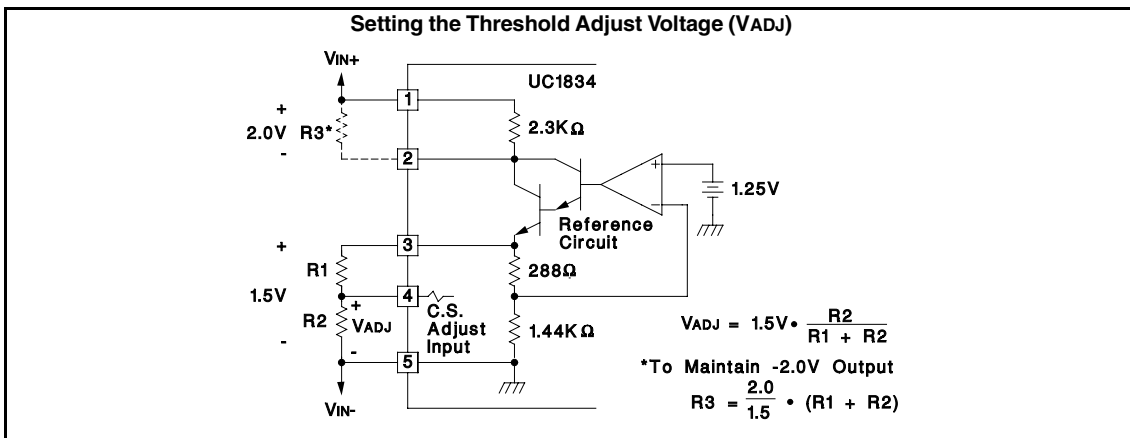 Setting the Threshold Adjust Voltage (VADJ)
VIN+
UC1834
1
+
2.0V R3*
-
2.3KΩ
2
+
-
1.25V
Reference
Circuit
3
+
R1
288Ω
1.5V
4
C.S.
Adjust
Input
R2
+
VADJ
-
-
1.44KΩ
5
VIN-
VADJ = 1.5V • R2
R1 + R2
*To Maintain -2.0V Output
R3 = 2.0
1.5 • (R1 + R2)